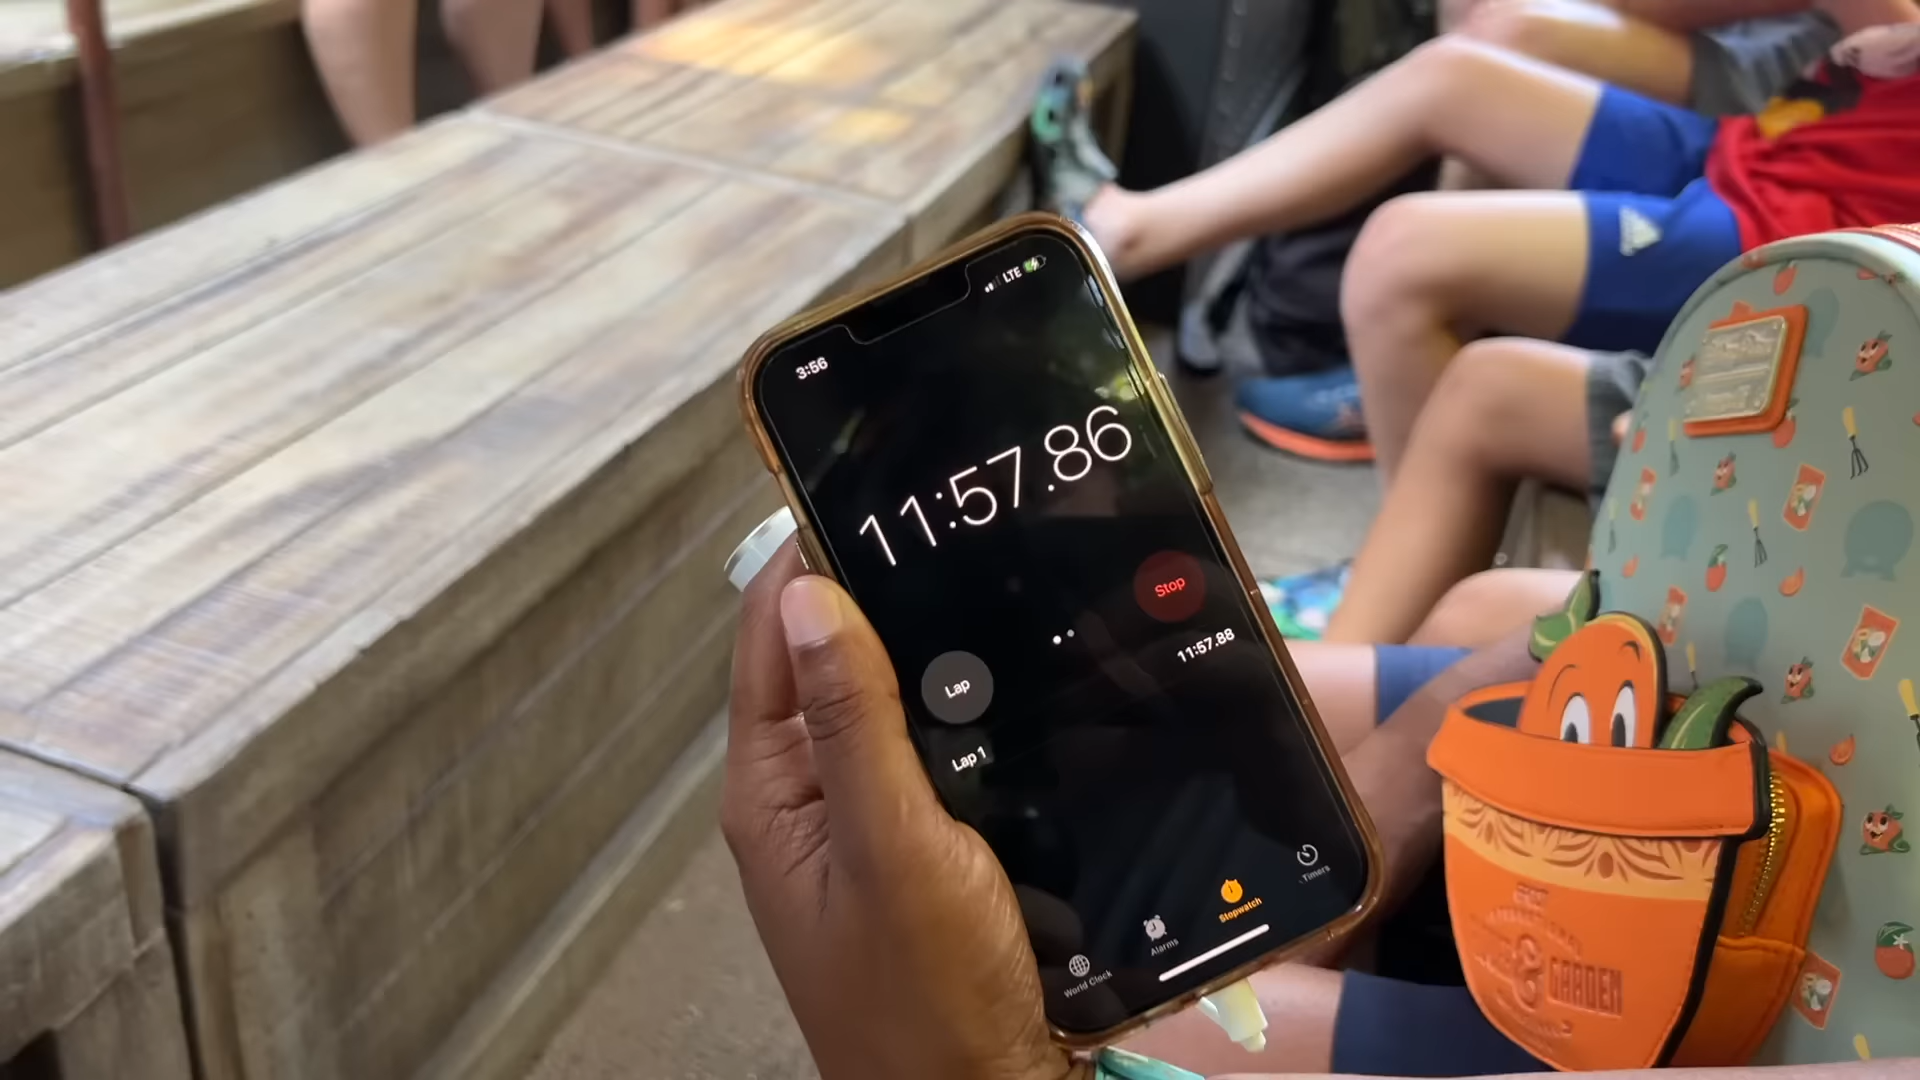 3:56
LTE
11:57.86
Lap
Stop
Lap 1
11:57.88
World Clock
Alarms
Stopwatch
Timers
GARDEN